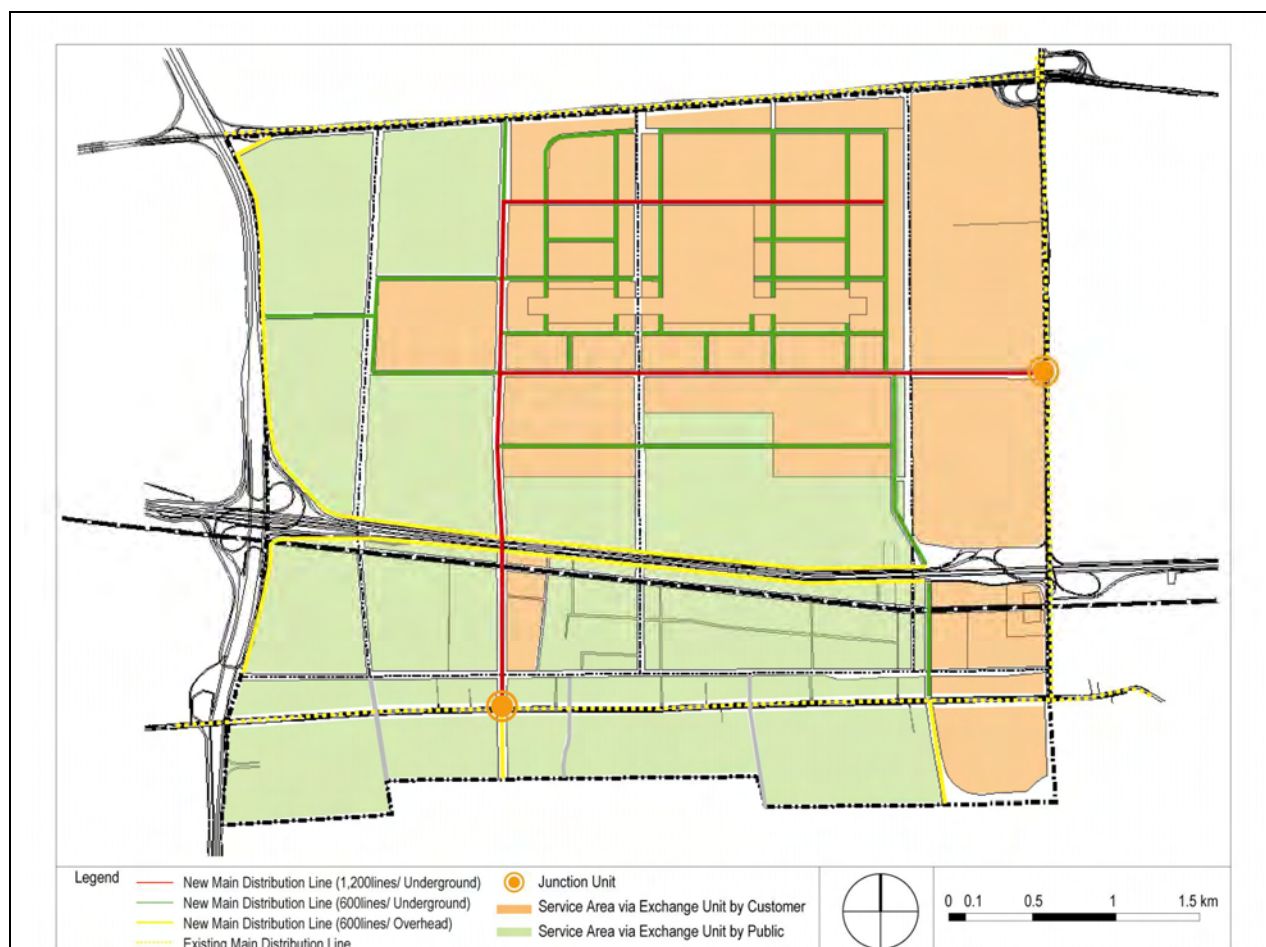 Legend
New Main Distribution Line (1,200lines/ Underground)
New Main Distribution Line (600lines/ Underground)
New Main Distribution Line (600lines/ Overhead)
Existing Main Distribution Line
Junction Unit
Service Area via Exchange Unit by Customer
Service Area via Exchange Unit by Public
0 0.1 0.5 1 1.5 km